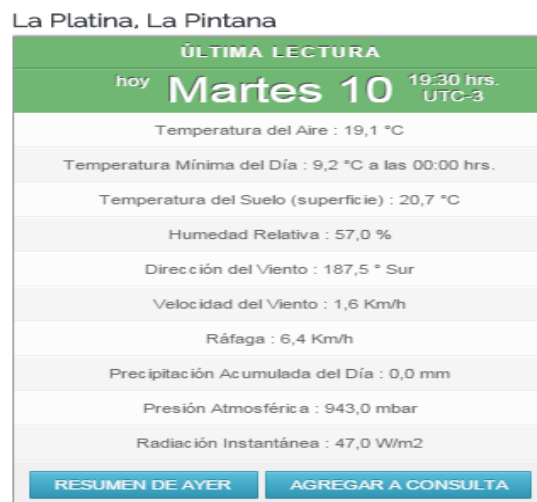 La Platina, La Pintana
ÚLTIMA LECTURA
hoy Martes 10 19:30 hrs.
UTC-3
Temperatura del Aire : 19,1 °C
Temperatura Mínima del Día : 9,2 °C a las 00:00 hrs.
Temperatura del Suelo (superficie) : 20,7 °C
Humedad Relativa : 57,0 %
Dirección del Viento : 187,5 ° Sur
Velocidad del Viento : 1,6 Km/h
Ráfaga : 6,4 Km/h
Precipitación Acumulada del Día : 0,0 mm
Presión Atmosférica : 943,0 mbar
Radiación Instantánea : 47,0 W/m2
RESUMEN DE AYER AGREGAR A CONSULTA